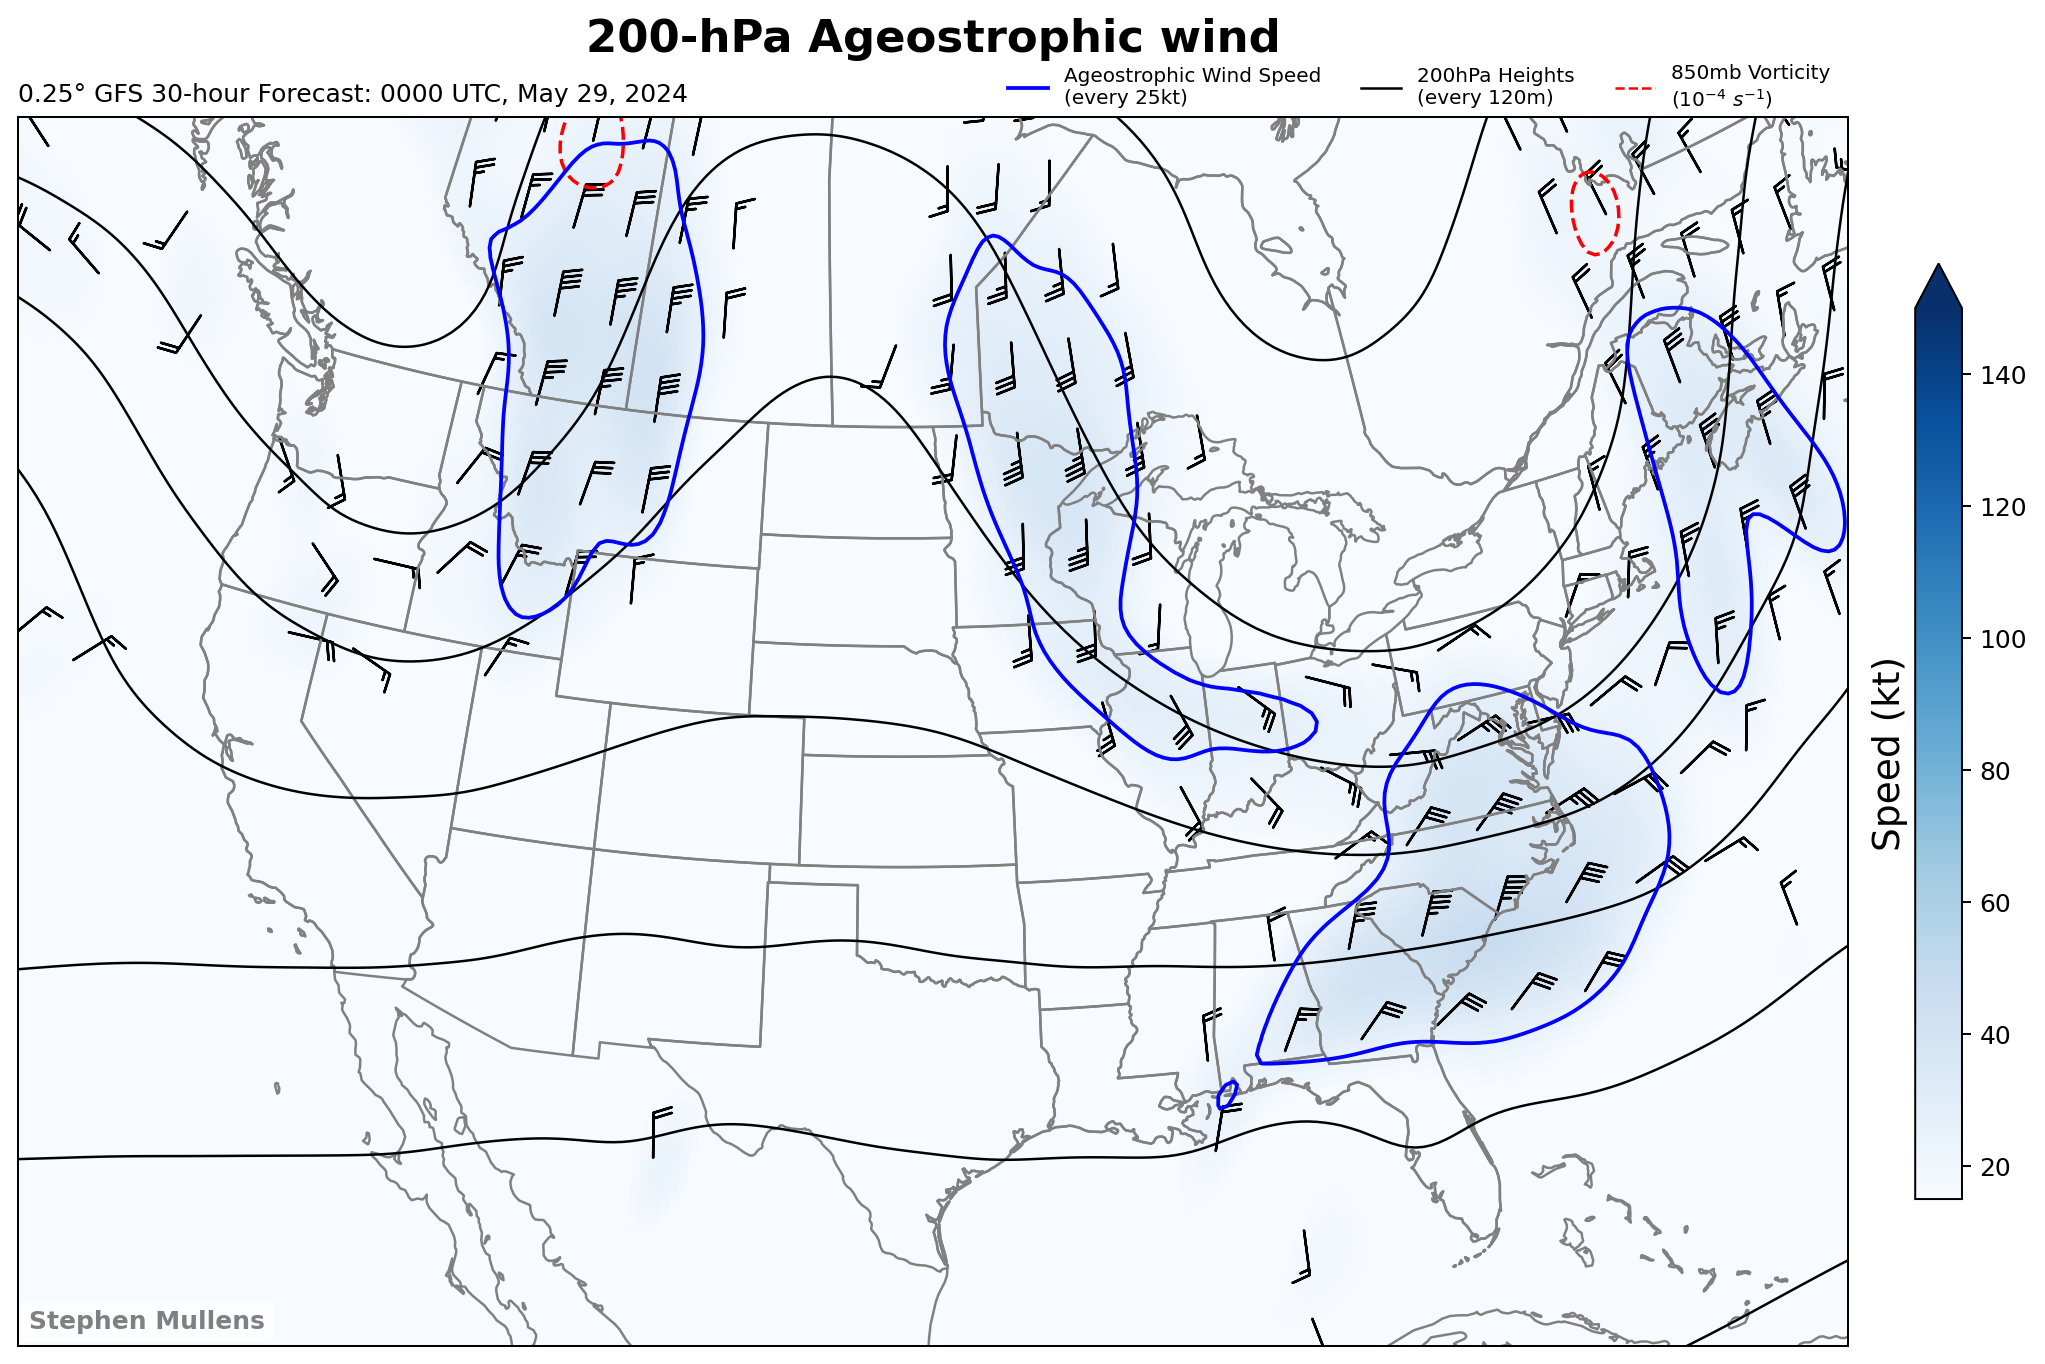 200-hPa Ageostrophic wind
0.25° GFS 30-hour Forecast: 0000 UTC, May 29, 2024
Ageostrophic Wind Speed
(every 25kt)
200hPa Heights
(every 120m)
850mb Vorticity
(10⁻⁴ s⁻¹)
140
120
100
80
60
40
20
Speed (kt)
Stephen Mullens